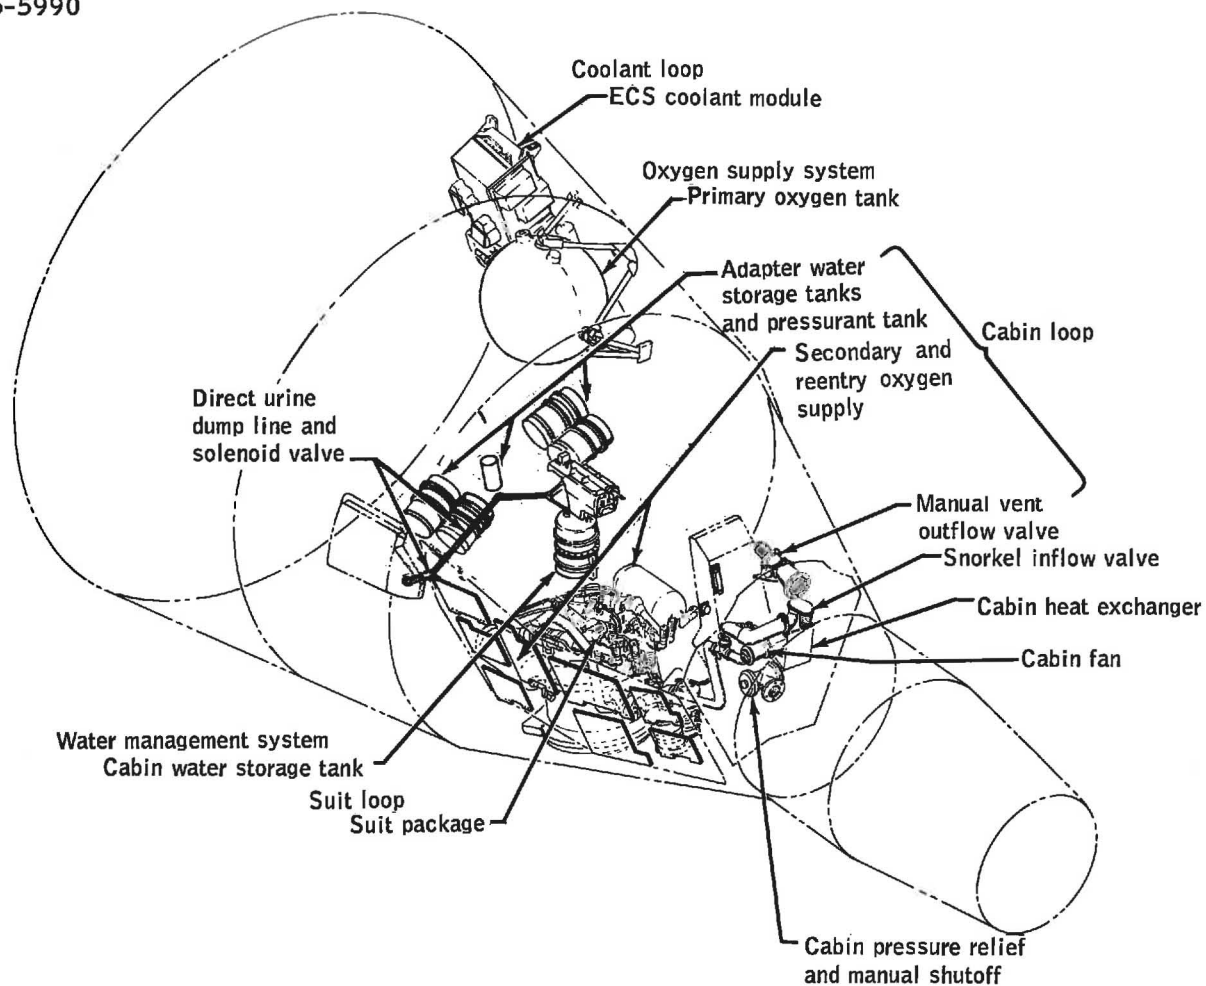 -5990
Coolant loop
ECS coolant module
Oxygen supply system
Primary oxygen tank
Adapter water
storage tanks
and pressurant tank
Cabin loop
Secondary and
reentry oxygen
supply
Direct urine
dump line and
solenoid valve
Manual vent
outflow valve
Snorkel inflow valve
Cabin heat exchanger
Cabin fan
Water management system
Cabin water storage tank
Suit loop
Suit package
Cabin pressure relief
and manual shutoff